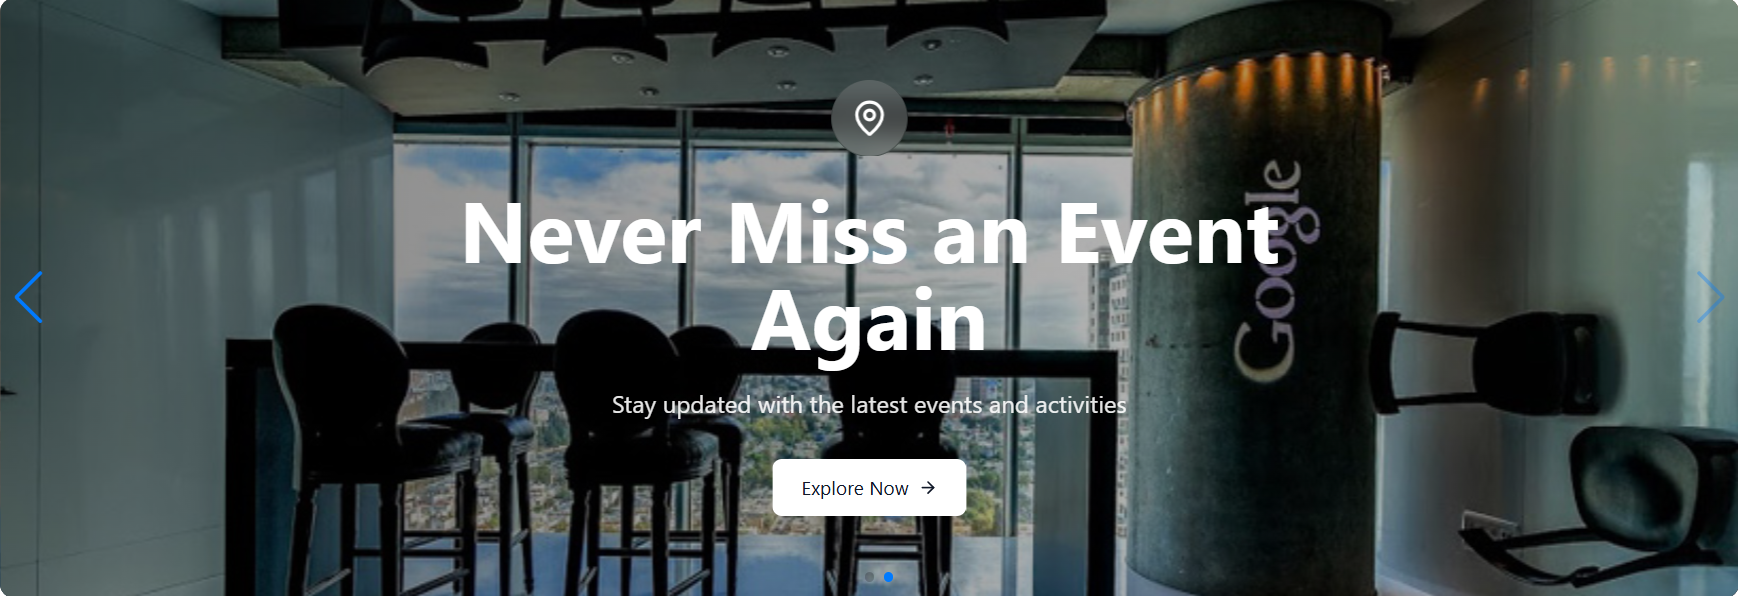 Never Miss an Event
Again
Google
Stay updated with the latest events and activities
Explore Now